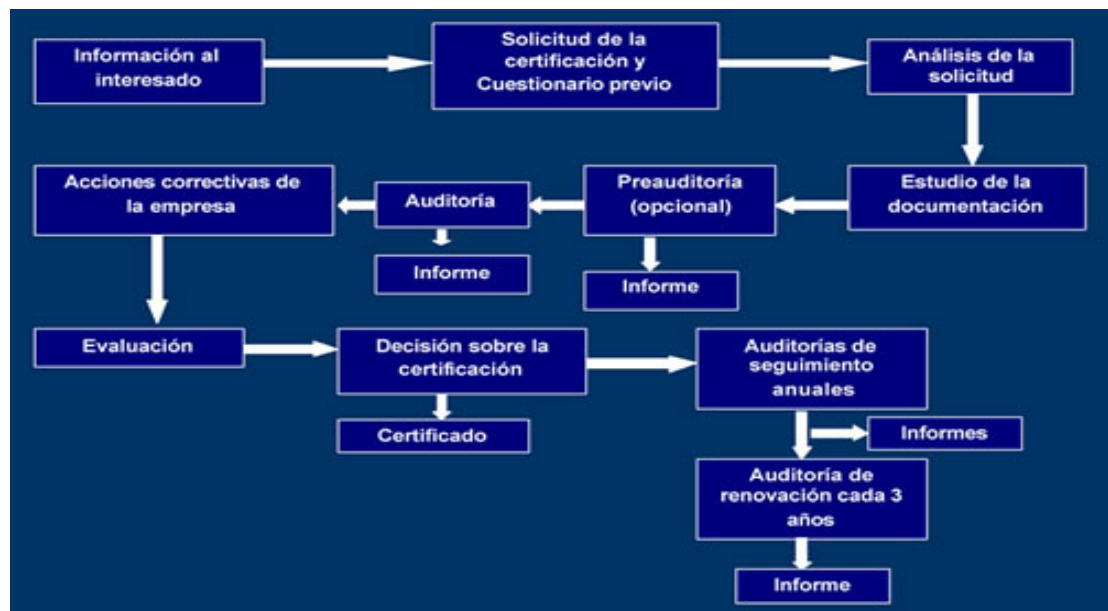 Información al
interesado
Solicitud de la
certificación y
Cuestionario previo
Análisis de la
solicitud
Acciones correctivas de
la empresa
Auditoría
Preauditoría
(opcional)
Estudio de la
documentación
Informe
Informe
Evaluación
Decisión sobre la
certificación
Auditorías de
seguimiento
anuales
Certificado
Informes
Auditoría de
renovación cada 3
años
Informe